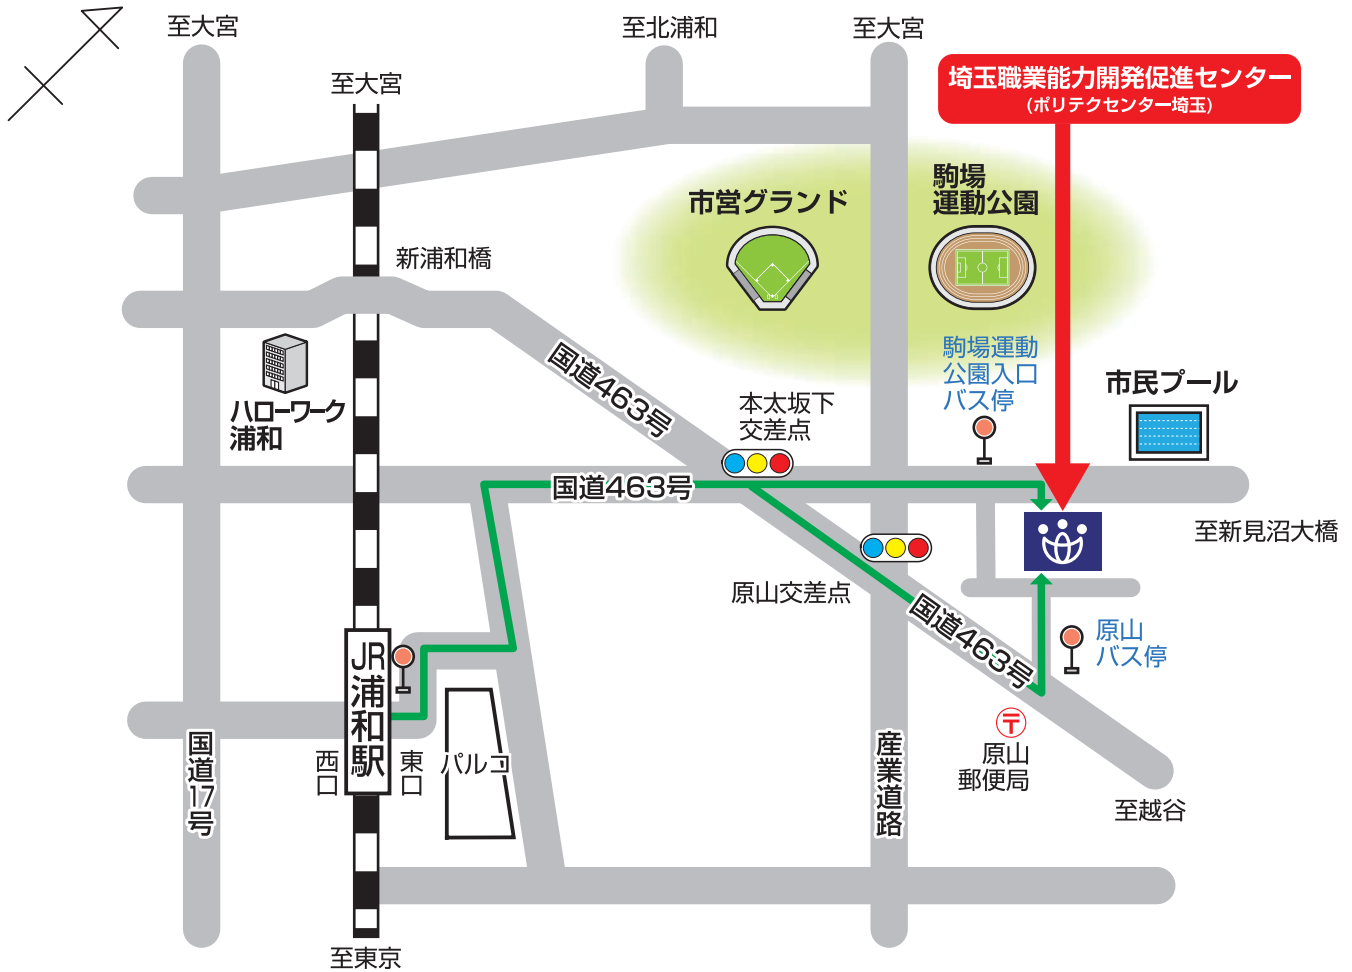 至大宮
至北浦和
至大宮
至大宮
埼玉職業能力開発促進センター
(ポリテクセンター埼玉)
市営グランド
駒場
運動公園
新浦和橋
ハローワーク
浦和
国道463号
本太坂下
交差点
駒場運動
公園入口
バス停
市民プール
国道463号
至新見沼大橋
原山交差点
国道463号
原山
バス停
JR浦和駅
西口
東口
パルコ
国道17号
産業道路
〒
原山
郵便局
至越谷
至東京